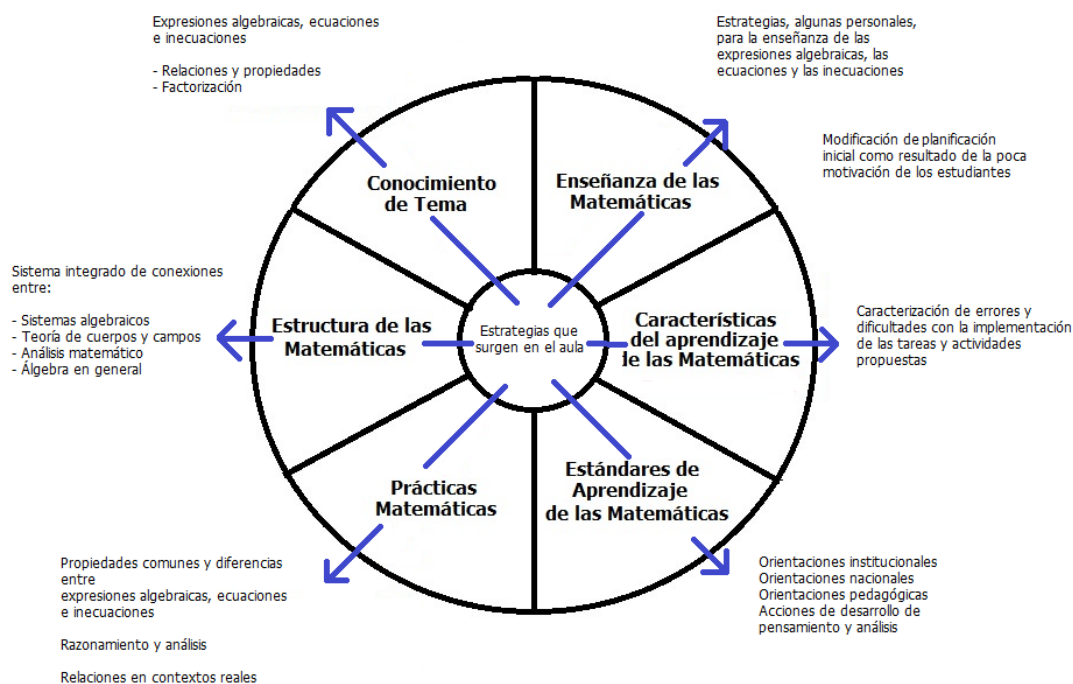 Expresiones algebraicas, ecuaciones
e inecuaciones
- Relaciones y propiedades
- Factorización
Estrategias, algunas personales,
para la enseñanza de las
expresiones algebraicas, las
ecuaciones y las inecuaciones
Modificación de planificación
inicial como resultado de la poca
motivación de los estudiantes
Conocimiento
de Tema
Enseñanza de las
Matemáticas
Sistema integrado de conexiones
entre:
- Sistemas algebraicos
- Teoría de cuerpos y campos
- Análisis matemático
- Álgebra en general
Estructura de las
Matemáticas
Estrategias que
surgen en el aula
Características
del aprendizaje
de las Matemáticas
Caracterización de errores y
dificultades con la implementación
de las tareas y actividades
propuestas
Prácticas
Matemáticas
Estándares de
Aprendizaje
de las Matemáticas
Propiedades comunes y diferencias
entre
expresiones algebraicas, ecuaciones
e inecuaciones
Razonamiento y análisis
Relaciones en contextos reales
Orientaciones institucionales
Orientaciones nacionales
Orientaciones pedagógicas
Acciones de desarrollo de
pensamiento y análisis